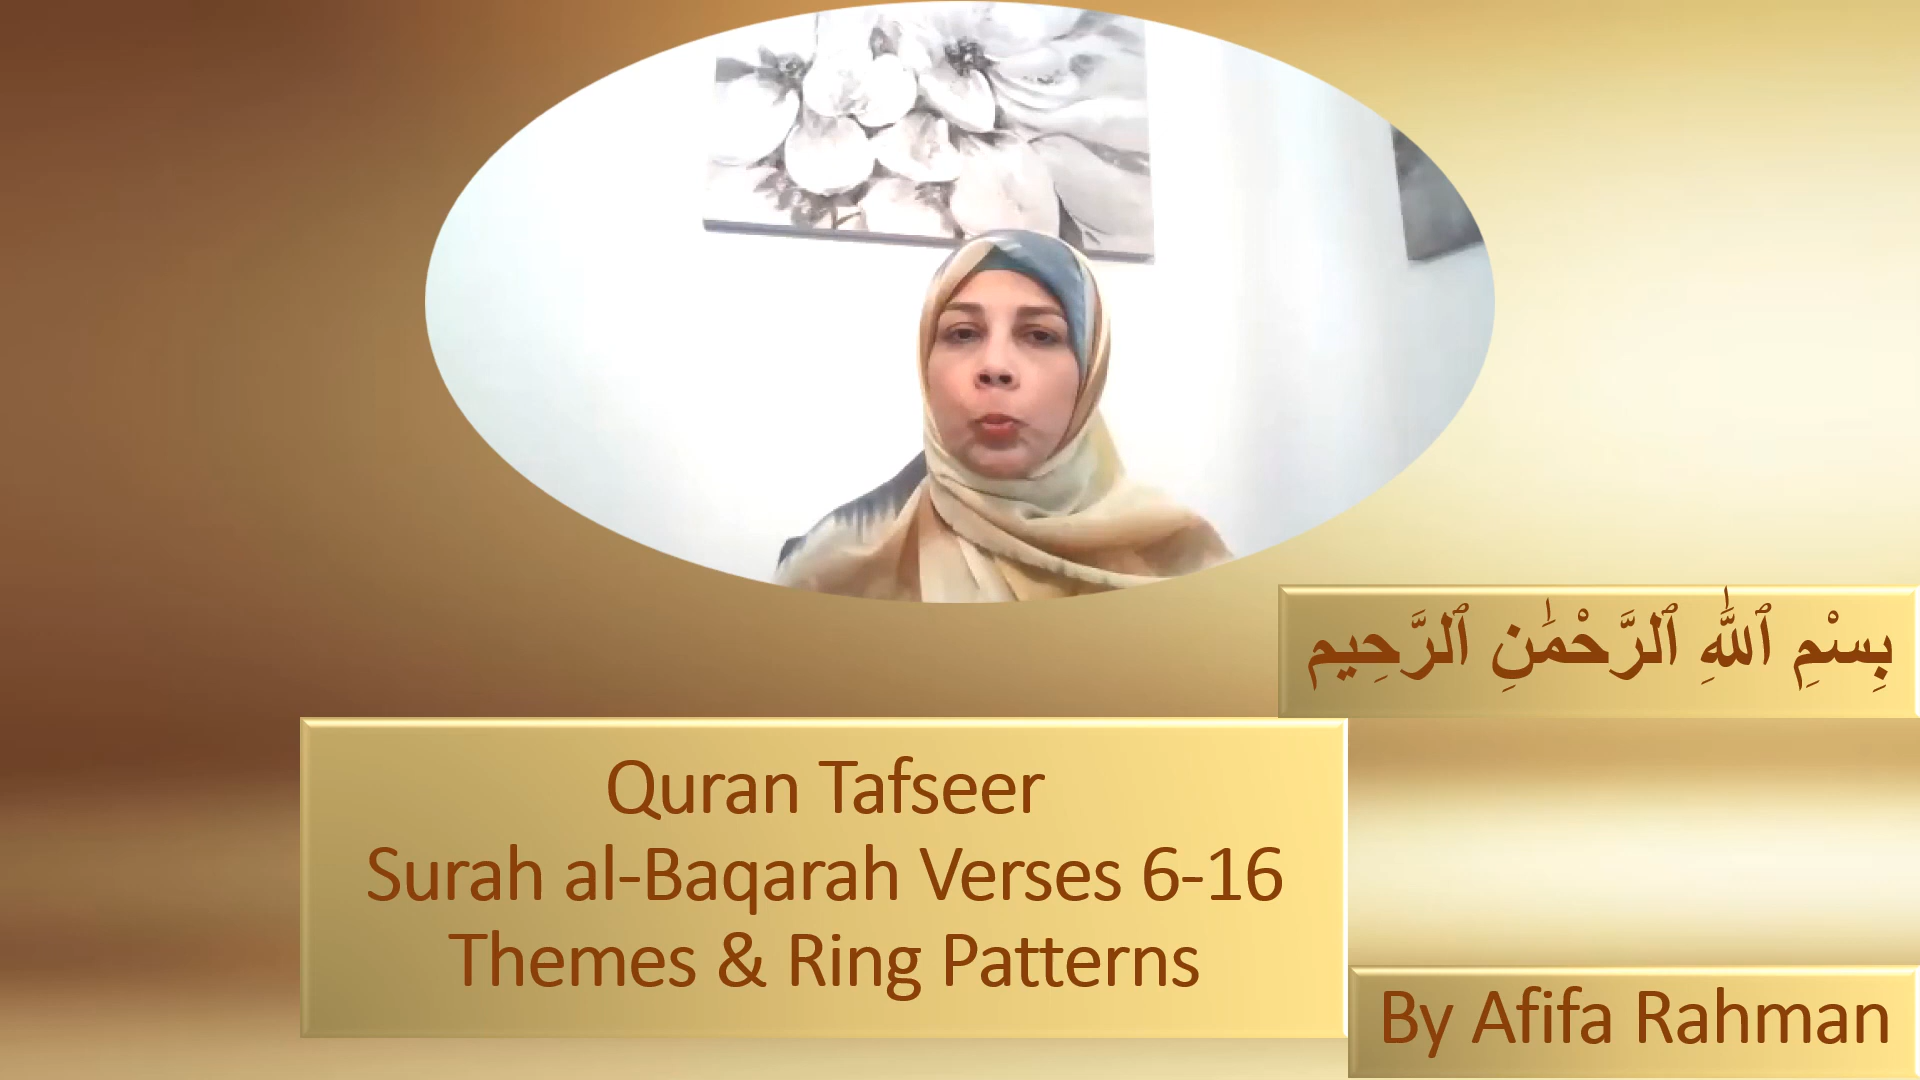 بِسْمِ ٱللَّهِ ٱلرَّحْمَٰنِ ٱلرَّحِيم
Quran Tafseer
Surah al-Baqarah Verses 6-16
Themes & Ring Patterns
By Afifa Rahman